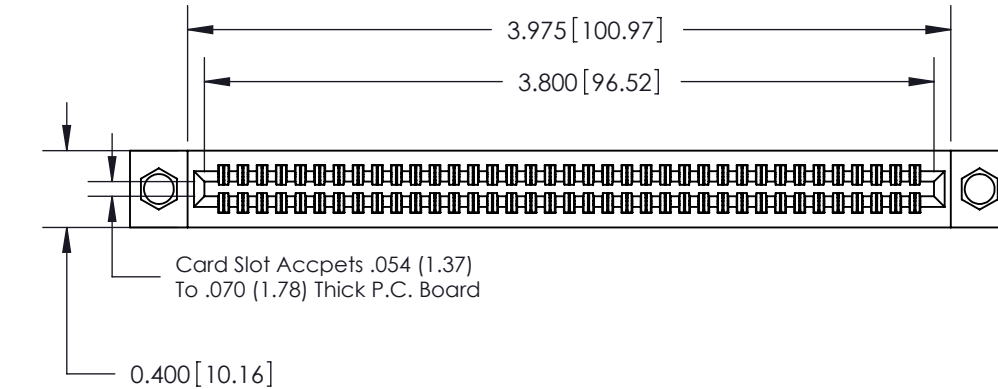 3.975[100.97]
3.800[96.52]
Card Slot Accpets .054 (1.37)
To .070 (1.78) Thick P.C. Board
0.400[10.16]